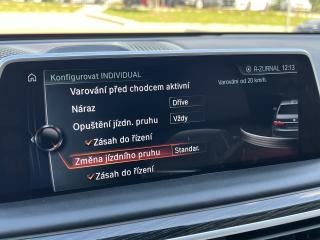 Konfigurovat INDIVIDUAL
R-ZURNAL 12:13
Varování před chodcem aktivní
Varování od 20 km/h.
Náraz Dříve
Opuštění jízdn. pruhu Vždy
Zásah do řízení
Změna jízdního pruhu Standar.
Zásah do řízení